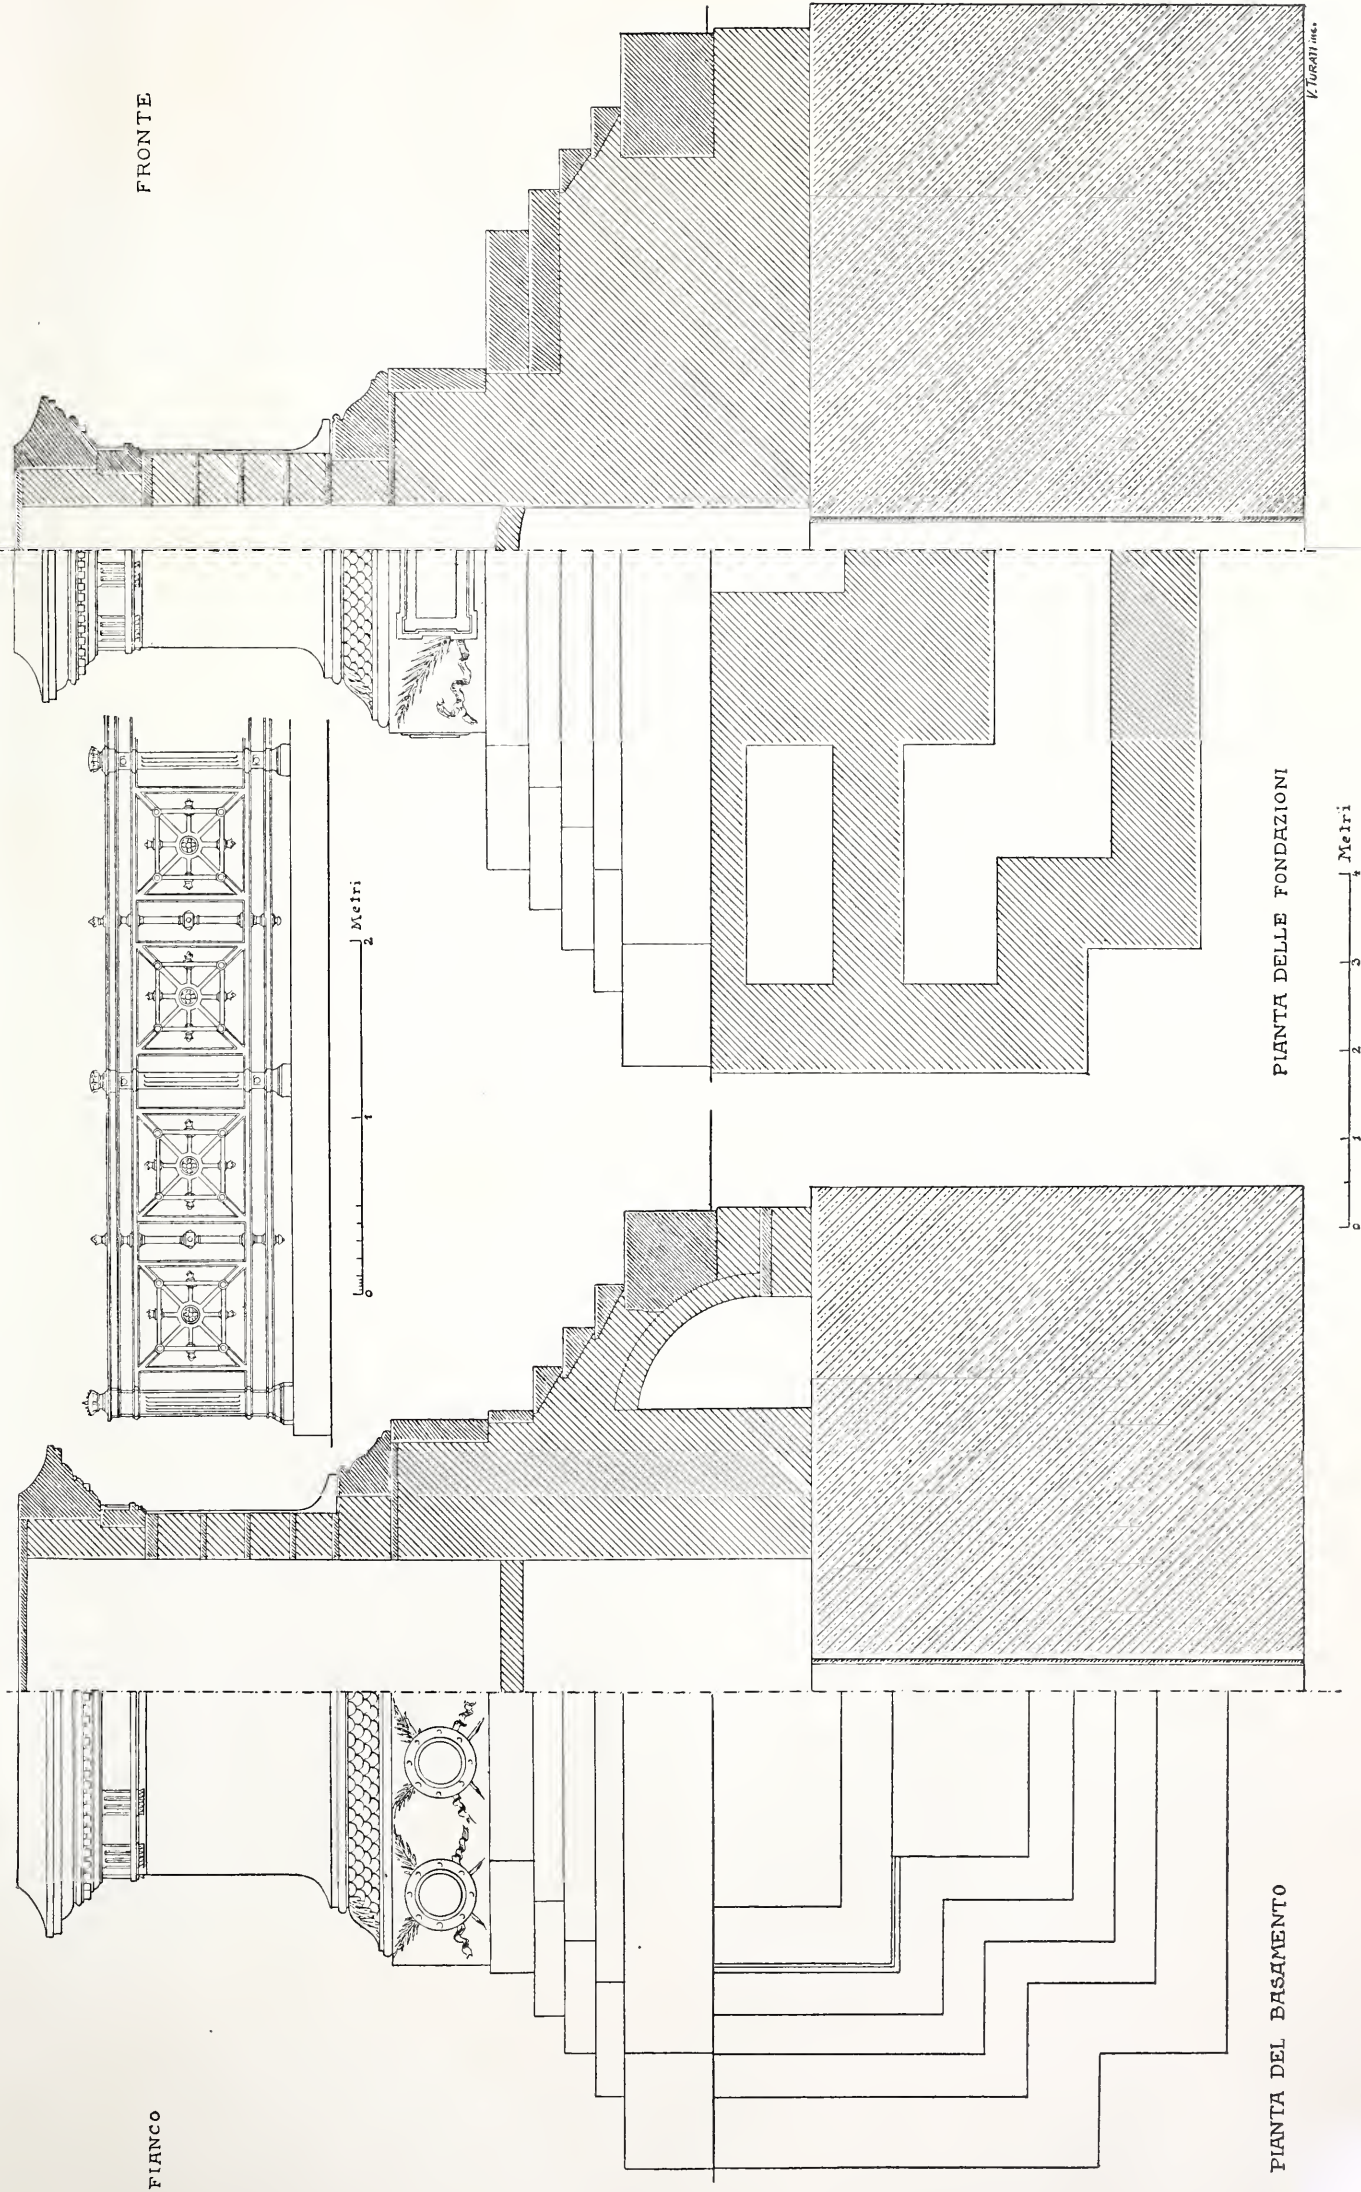 FIANCO
FRONTE
0 1 2 Metri
PIANTA DEL BASAMENTO
PIANTA DELLE FONDAZIONI
0 1 2 3 4 Metri
V. TURATI inc.